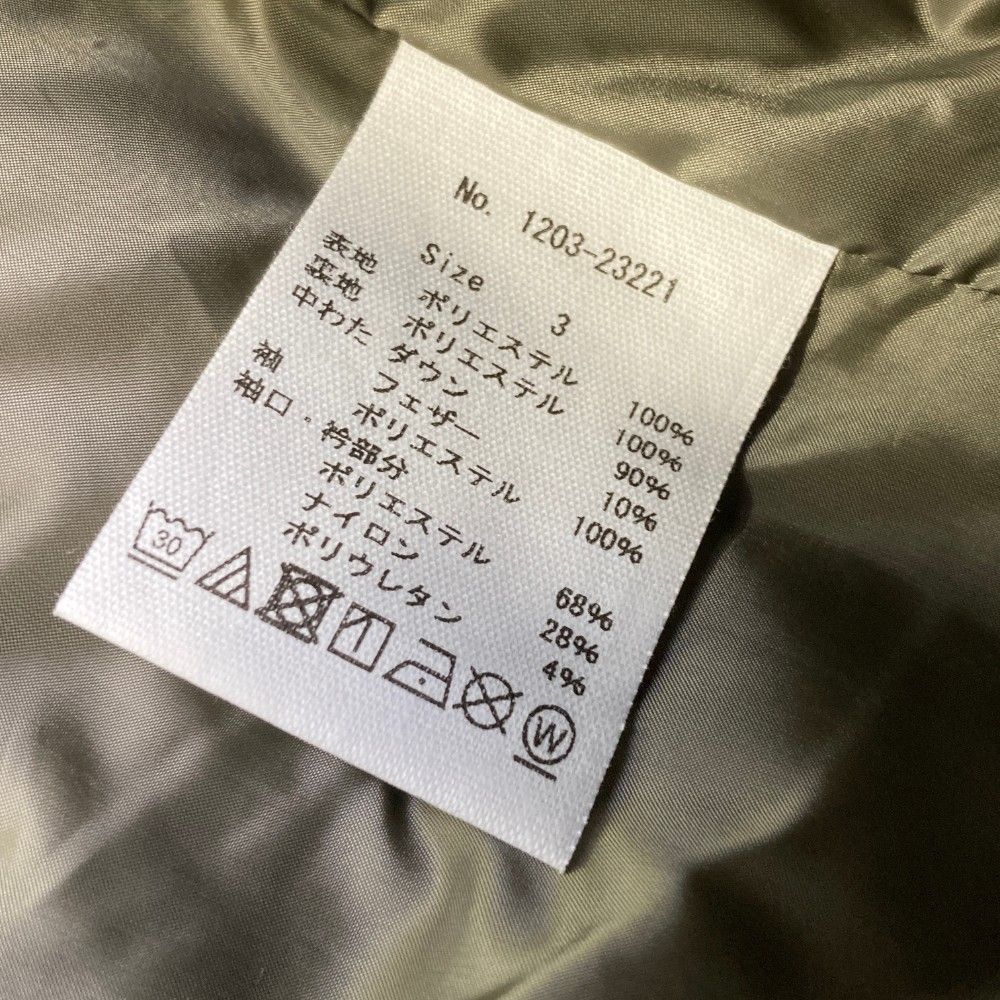 No. 1203-23221
Size 3
表地 ポリエステル 100%
裏地 ポリエステル 100%
中わた ダウン 90%
フェザー 10%
袖 ポリエステル 100%
袖口．衿部分
ポリエステル 68%
ナイロン 28%
ポリウレタン 4%
30
W